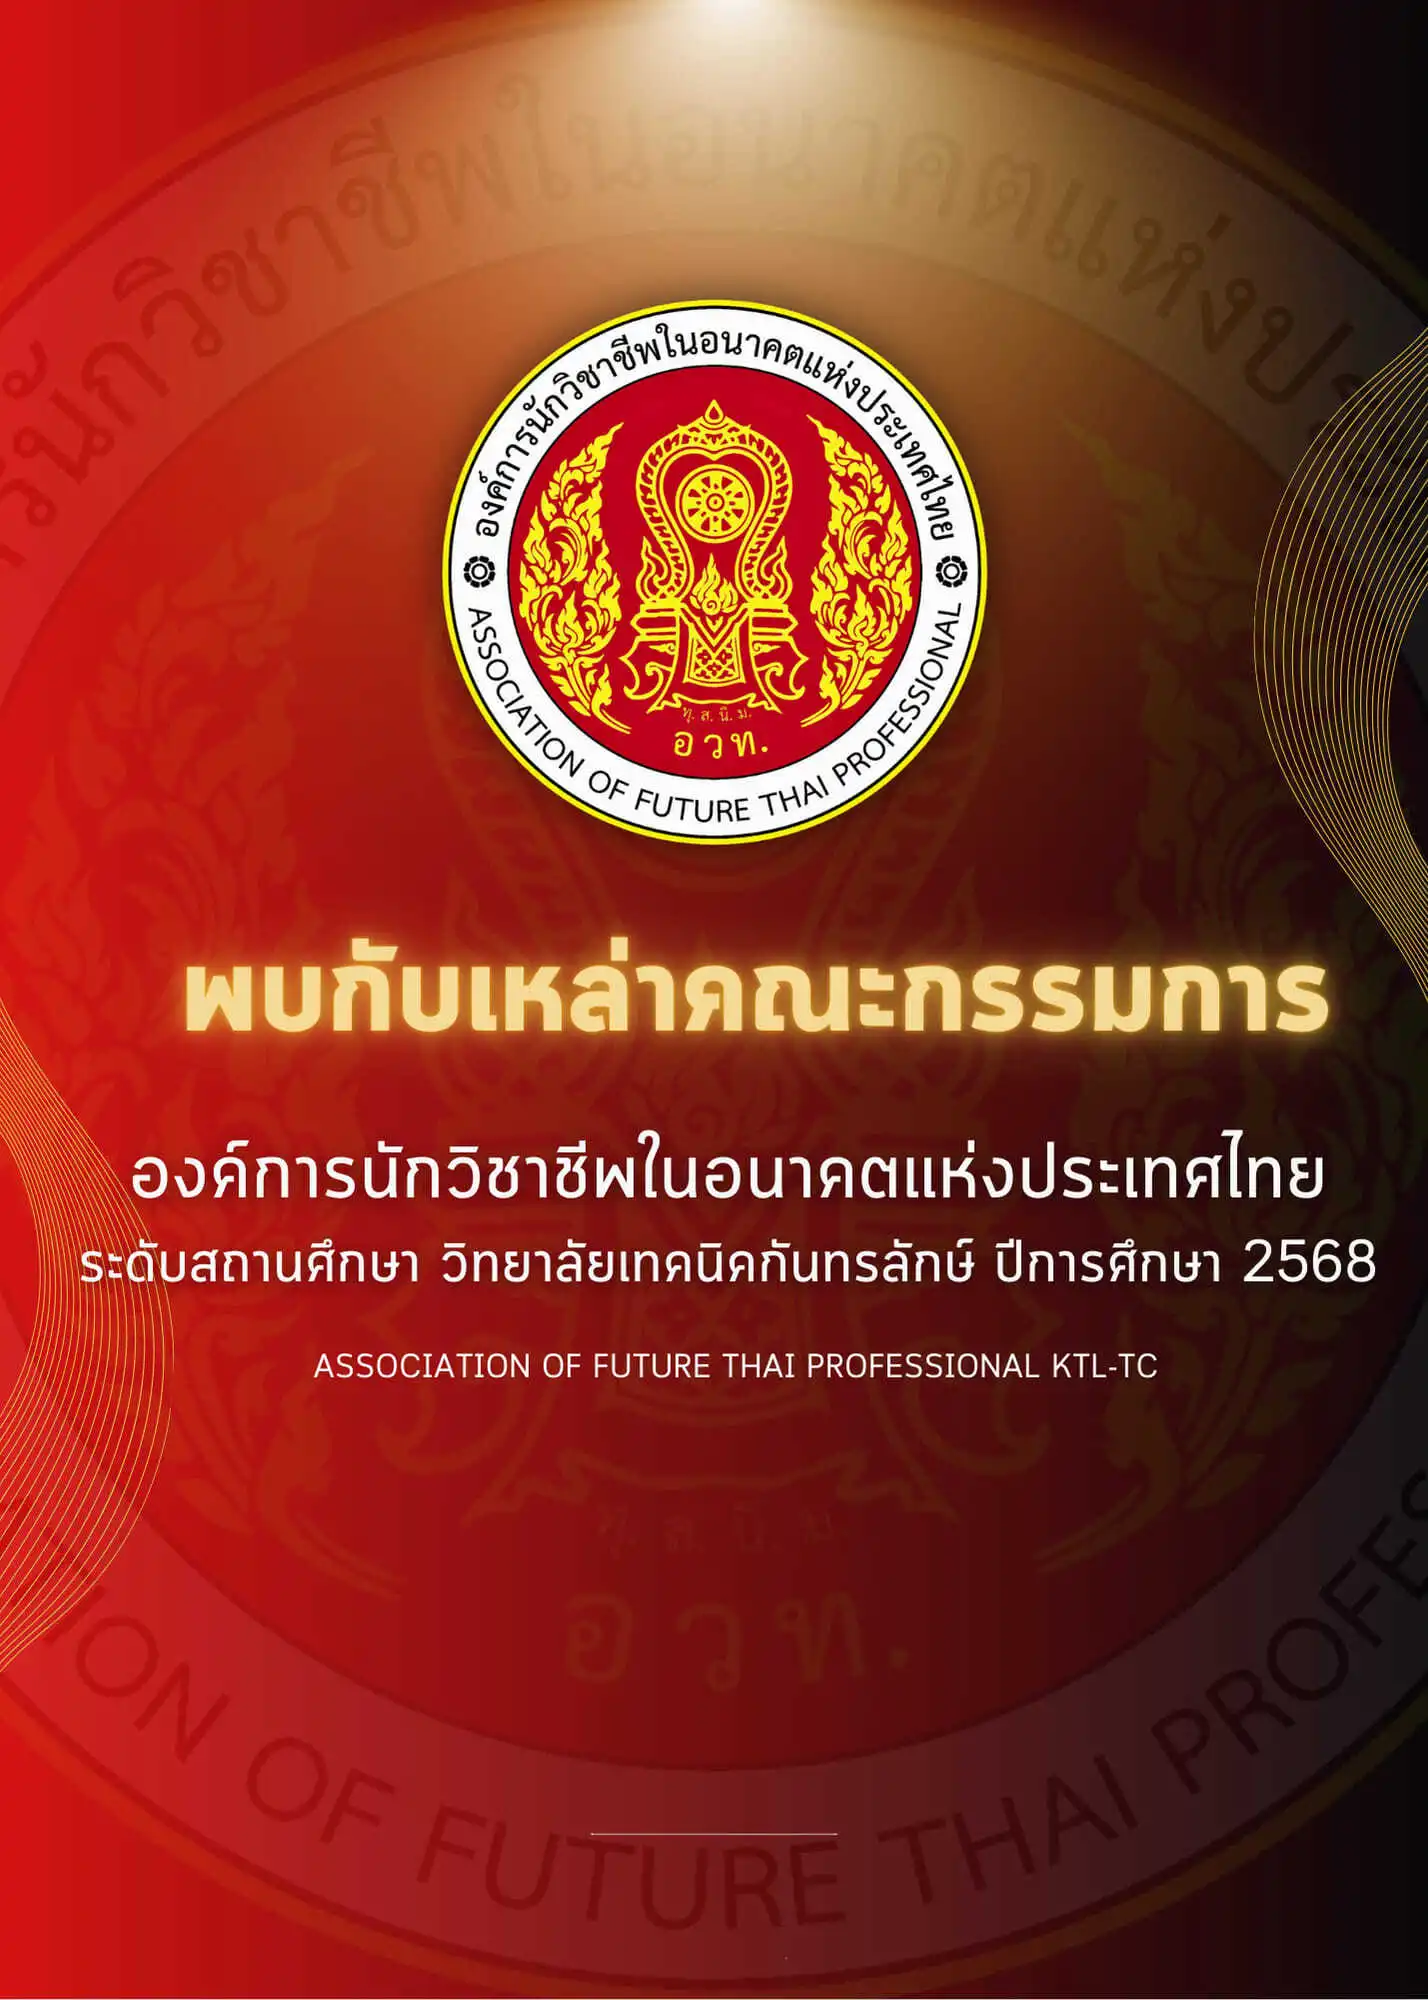 องค์การนักวิชาชีพในอนาคตแห่งประเทศไทย
ทุ. ส. นิ. ม.
อวท.
ASSOCIATION OF FUTURE THAI PROFESSIONAL
พบกับเหล่าคณะกรรมการ
องค์การนักวิชาชีพในอนาคตแห่งประเทศไทย
ระดับสถานศึกษา วิทยาลัยเทคนิคกันทรลักษ์ ปีการศึกษา 2568
ASSOCIATION OF FUTURE THAI PROFESSIONAL KTL-TC